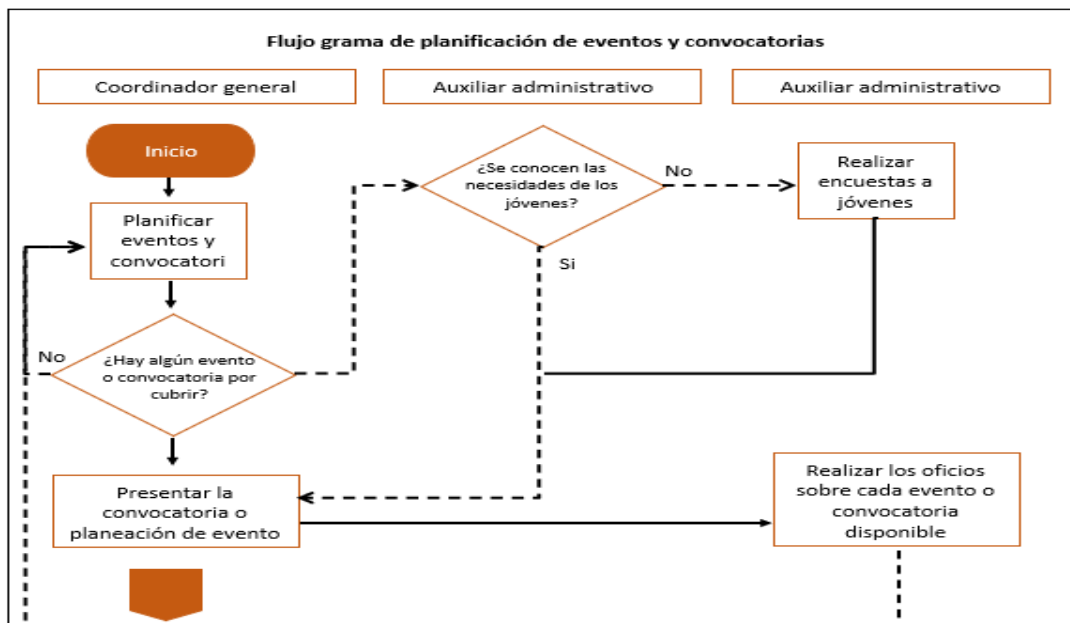 Flujo grama de planificación de eventos y convocatorias
Coordinador general
Auxiliar administrativo
Auxiliar administrativo
Inicio
¿Se conocen las
necesidades de los
jóvenes?
No
Realizar
encuestas a
jóvenes
Planificar
eventos y
convocatori
Si
No
¿Hay algún evento
o convocatoria por
cubrir?
Presentar la
convocatoria o
planeación de evento
Realizar los oficios
sobre cada evento o
convocatoria
disponible